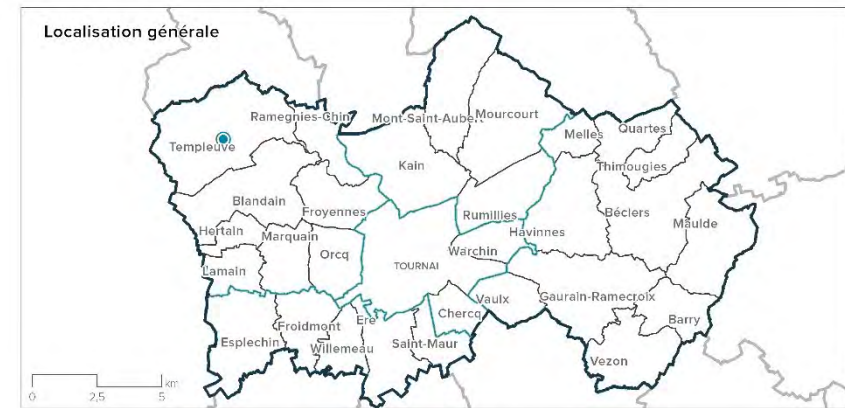 Localisation générale
Ramegnies-Chin
Mont-Saint-Aubert
Mourcourt
Melles
Quartes
Templeuve
Kain
Thimougies
Blandain
Froyennes
Rumillies
Béclers
Maulde
Hertain
Marquain
Havinnes
Orcq
Warchin
Lamain
TOURNAI
Vaulx
Gaurain-Ramecroix
Chercq
Barry
Froidmont
Ere
Esplechin
Willemeau
Saint-Maur
Vezon
km
0 2,5 5